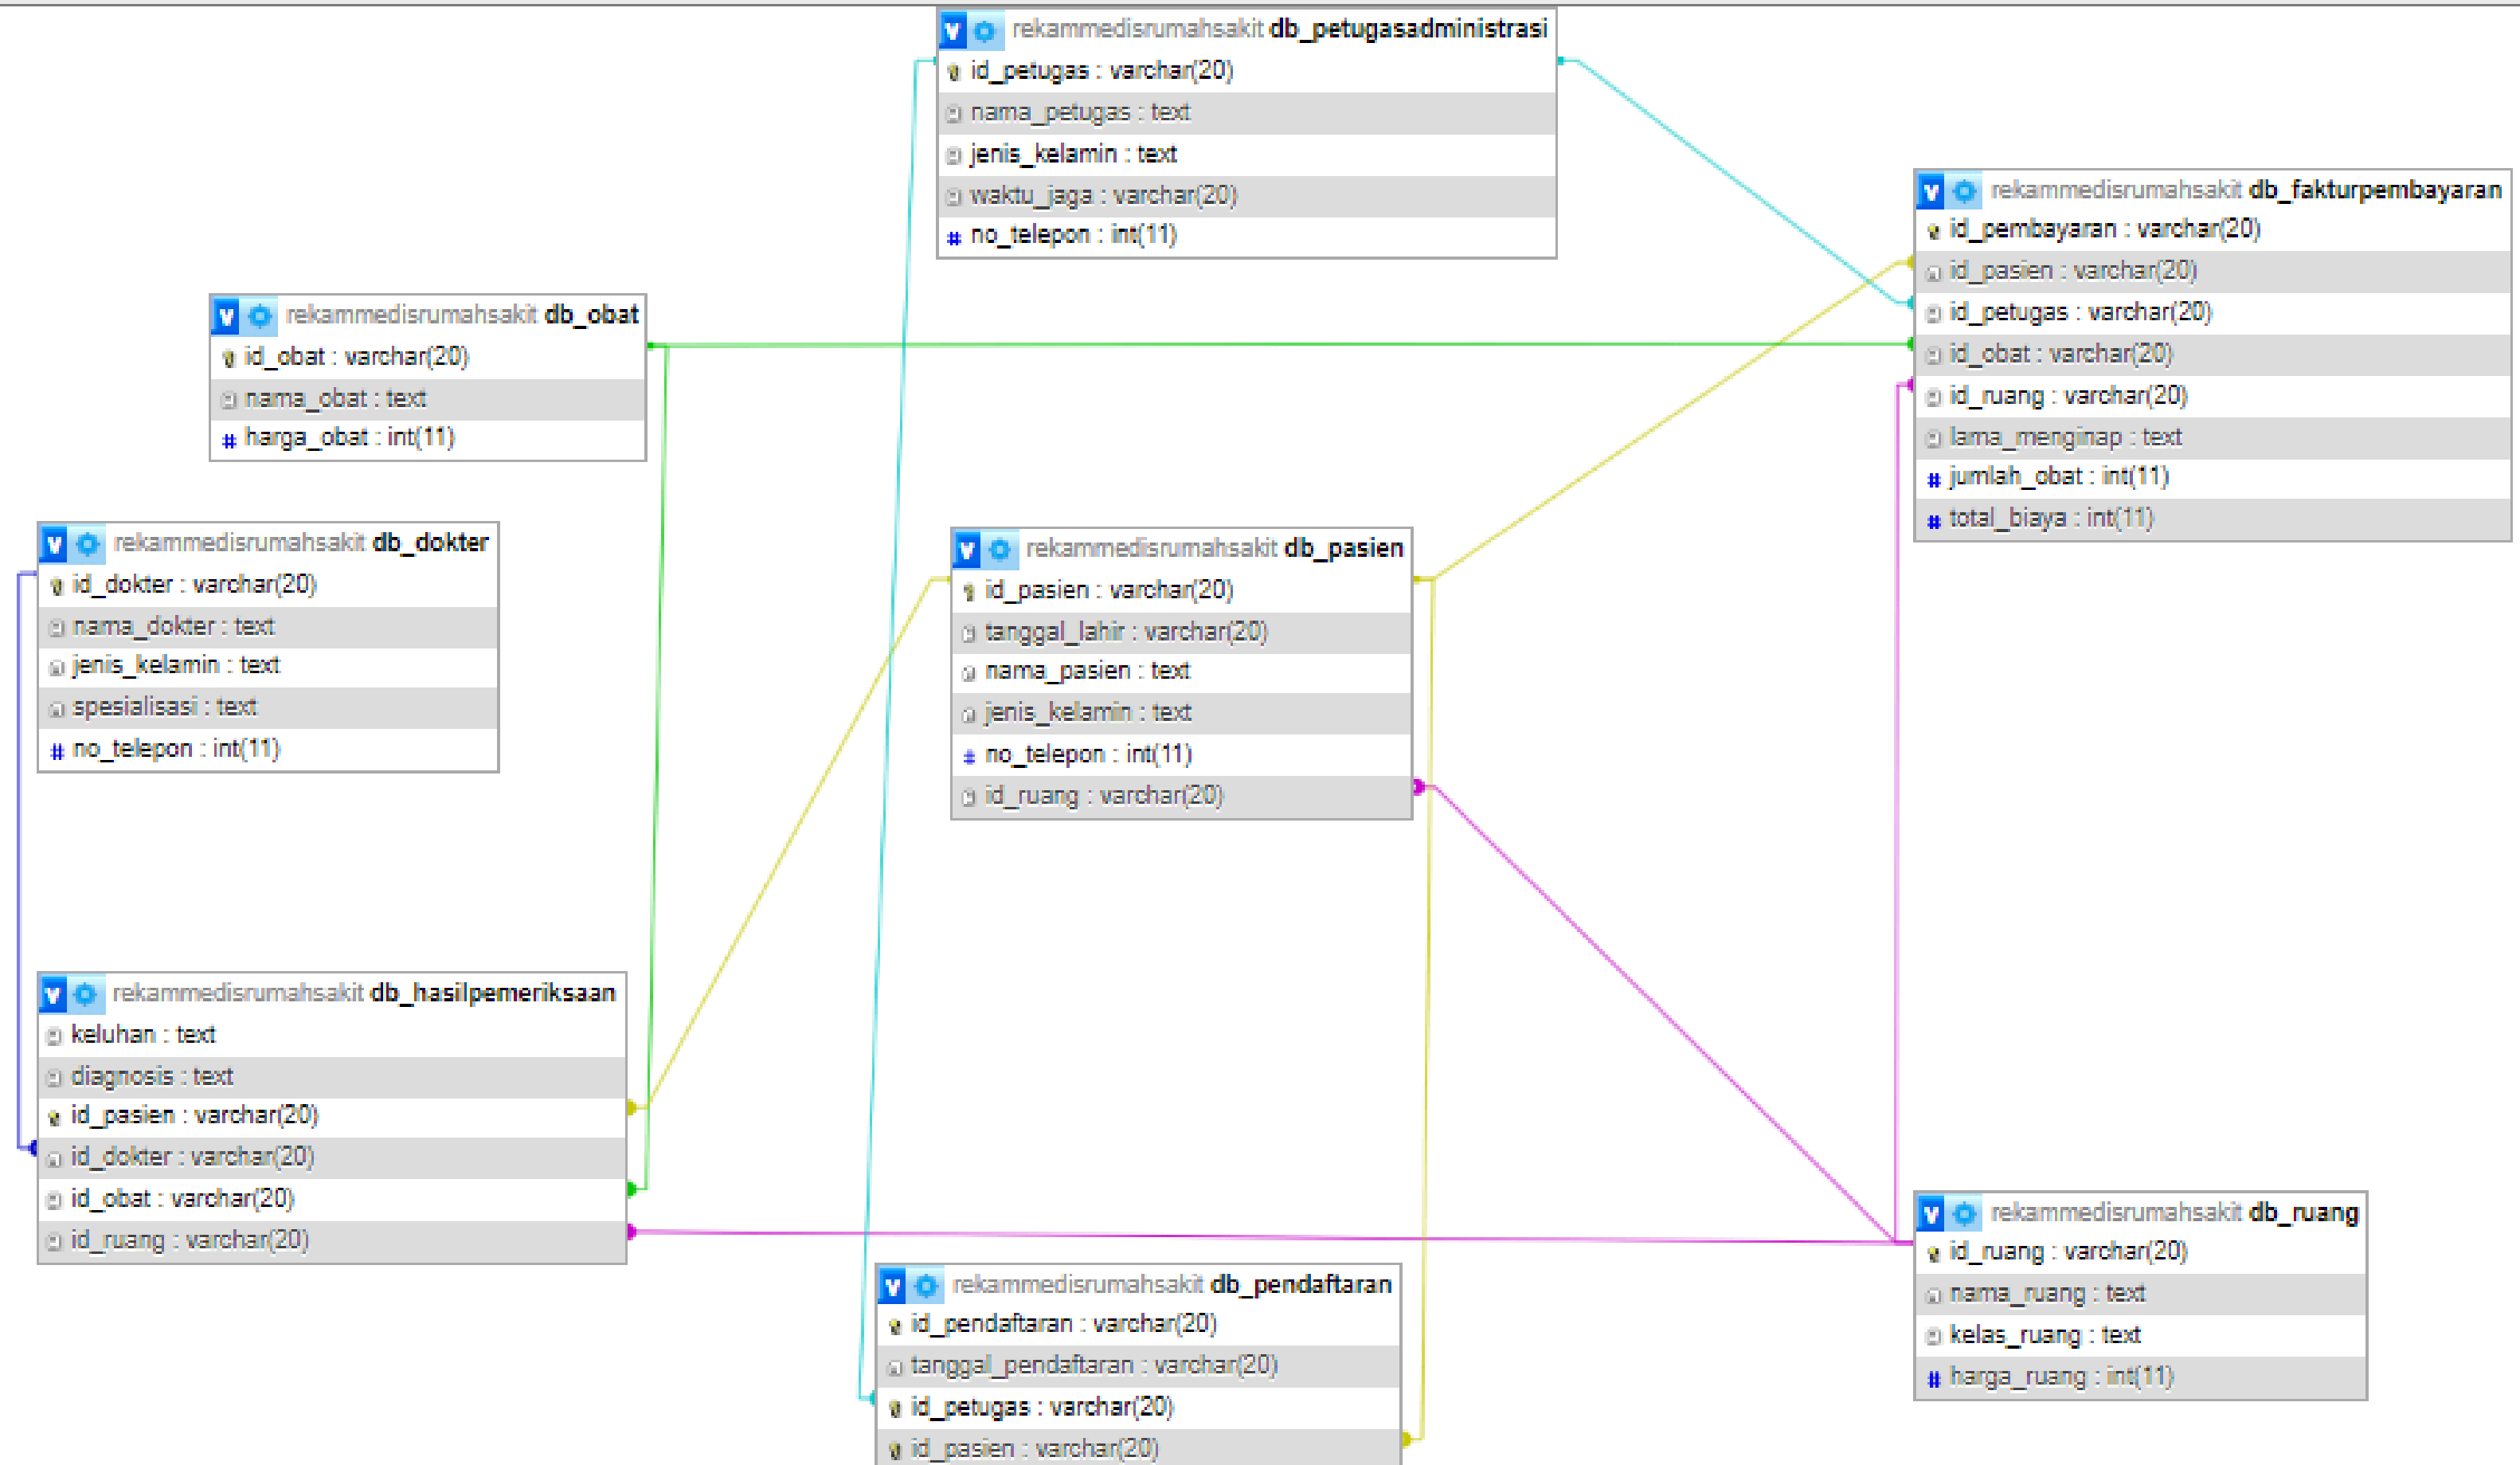 rekammedisrumahsakit db_petugasadministrasi
id_petugas : varchar(20)
nama_petugas : text
jenis_kelamin : text
waktu_jaga : varchar(20)
# no_telepon : int(11)
rekammedisrumahsakit db_fakturpembayaran
id_pembayaran : varchar(20)
id_pasien : varchar(20)
id_petugas : varchar(20)
id_obat : varchar(20)
id_ruang : varchar(20)
lama_menginap : text
# jumlah_obat : int(11)
# total_biaya : int(11)
rekammedisrumahsakit db_obat
id_obat : varchar(20)
nama_obat : text
# harga_obat : int(11)
rekammedisrumahsakit db_dokter
id_dokter : varchar(20)
nama_dokter : text
jenis_kelamin : text
spesialisasi : text
# no_telepon : int(11)
rekammedisrumahsakit db_pasien
id_pasien : varchar(20)
tanggal_lahir : varchar(20)
nama_pasien : text
jenis_kelamin : text
# no_telepon : int(11)
id_ruang : varchar(20)
rekammedisrumahsakit db_hasilpemeriksaan
keluhan : text
diagnosis : text
id_pasien : varchar(20)
id_dokter : varchar(20)
id_obat : varchar(20)
id_ruang : varchar(20)
rekammedisrumahsakit db_ruang
id_ruang : varchar(20)
nama_ruang : text
kelas_ruang : text
# harga_ruang : int(11)
rekammedisrumahsakit db_pendaftaran
id_pendaftaran : varchar(20)
tanggal_pendaftaran : varchar(20)
id_petugas : varchar(20)
id_pasien : varchar(20)